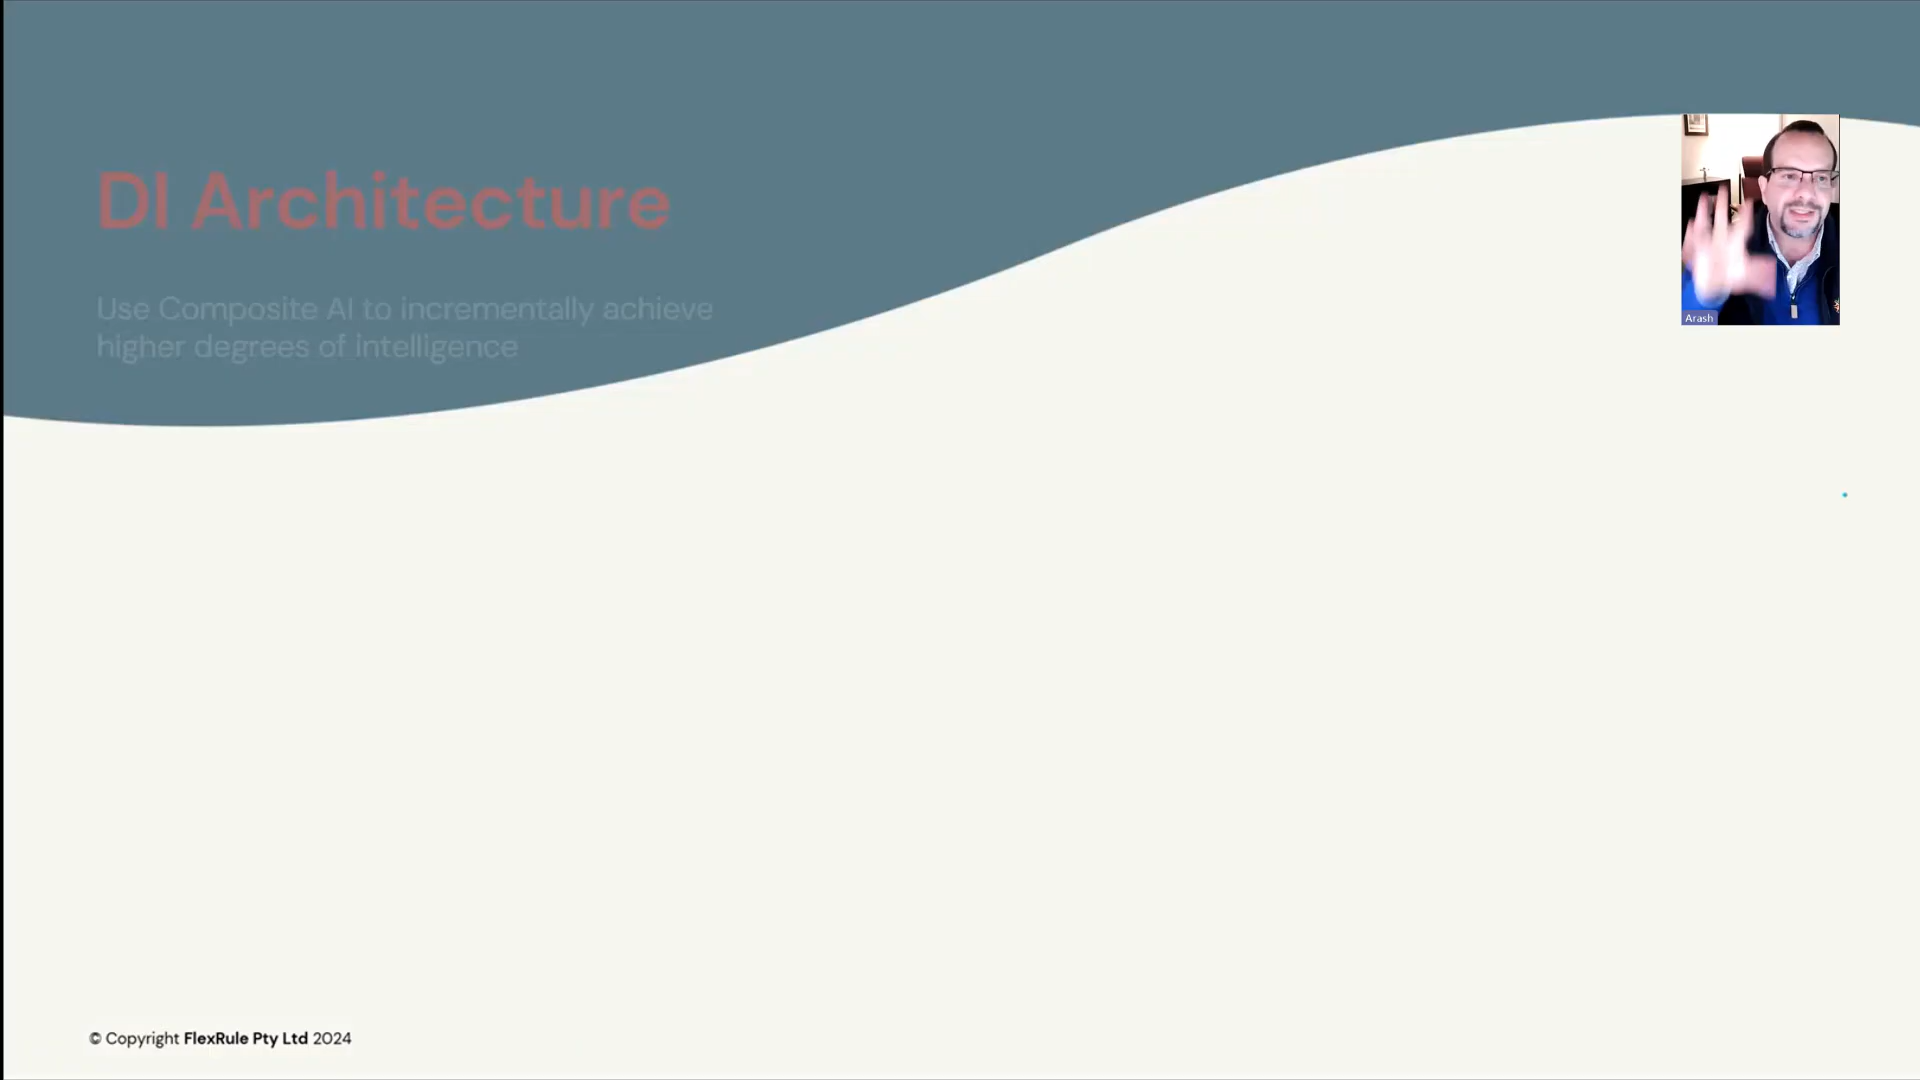 DI Architecture
Use Composite AI to incrementally achieve
higher degrees of intelligence
Arash
© Copyright FlexRule Pty Ltd 2024